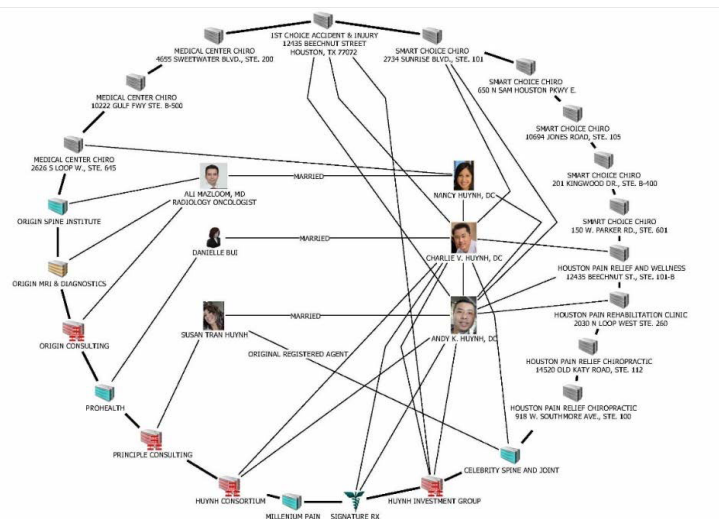 1ST CHOICE ACCIDENT & INJURY
12435 BEECHNUT STREET
HOUSTON, TX 77072
MEDICAL CENTER CHIRO
4655 SWEETWATER BLVD., STE. 200
SMART CHOICE CHIRO
2734 SUNRISE BLVD., STE. 101
MEDICAL CENTER CHIRO
10222 GULF FWY STE. B-500
SMART CHOICE CHIRO
650 N SAM HOUSTON PKWY E.
SMART CHOICE CHIRO
10694 JONES ROAD, STE. 105
MEDICAL CENTER CHIRO
2626 S LOOP W., STE. 645
SMART CHOICE CHIRO
201 KINGWOOD DR., STE. B-400
MARRIED
ALI MAZLOOM, MD
RADIOLOGY ONCOLOGIST
NANCY HUYNH, DC
ORIGIN SPINE INSTITUTE
SMART CHOICE CHIRO
150 W. PARKER RD., STE. 601
MARRIED
DANIELLE BUI
CHARLIE V. HUYNH, DC
HOUSTON PAIN RELIEF AND WELLNESS
12435 BEECHNUT ST., STE. 101-B
ORIGIN MRI & DIAGNOSTICS
HOUSTON PAIN REHABILITATION CLINIC
2030 N LOOP WEST STE. 260
MARRIED
SUSAN TRAN HUYNH
ANDY K. HUYNH, DC
ORIGIN CONSULTING
ORIGINAL REGISTERED AGENT
HOUSTON PAIN RELIEF CHIROPRACTIC
14520 OLD KATY ROAD, STE. 112
PROHEALTH
HOUSTON PAIN RELIEF CHIROPRACTIC
918 W. SOUTHMORE AVE., STE. 100
PRINCIPLE CONSULTING
CELEBRITY SPINE AND JOINT
HUYNH CONSORTIUM
HUYNH INVESTMENT GROUP
MILLENIUM PAIN
SIGNATURE RX